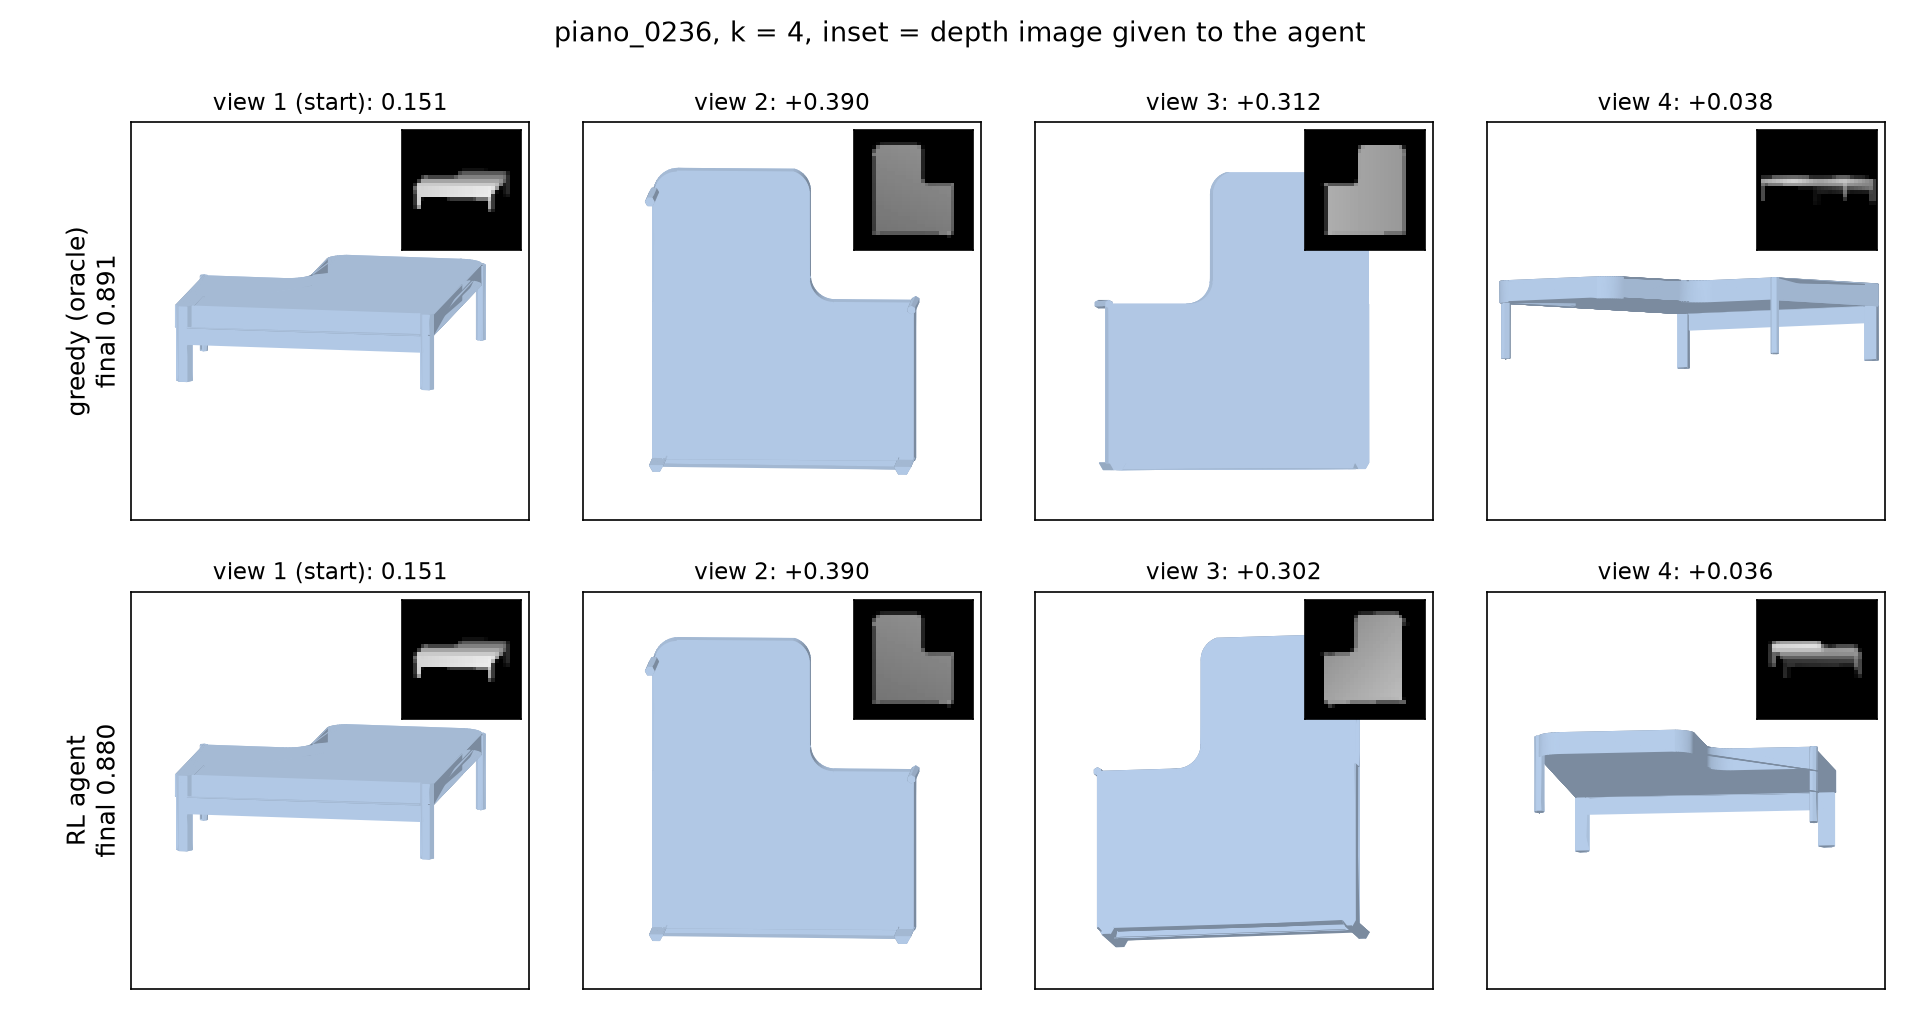 piano_0236, k = 4, inset = depth image given to the agent
view 1 (start): 0.151
view 2: +0.390
view 3: +0.312
view 4: +0.038
greedy (oracle)
final 0.891
view 1 (start): 0.151
view 2: +0.390
view 3: +0.302
view 4: +0.036
RL agent
final 0.880